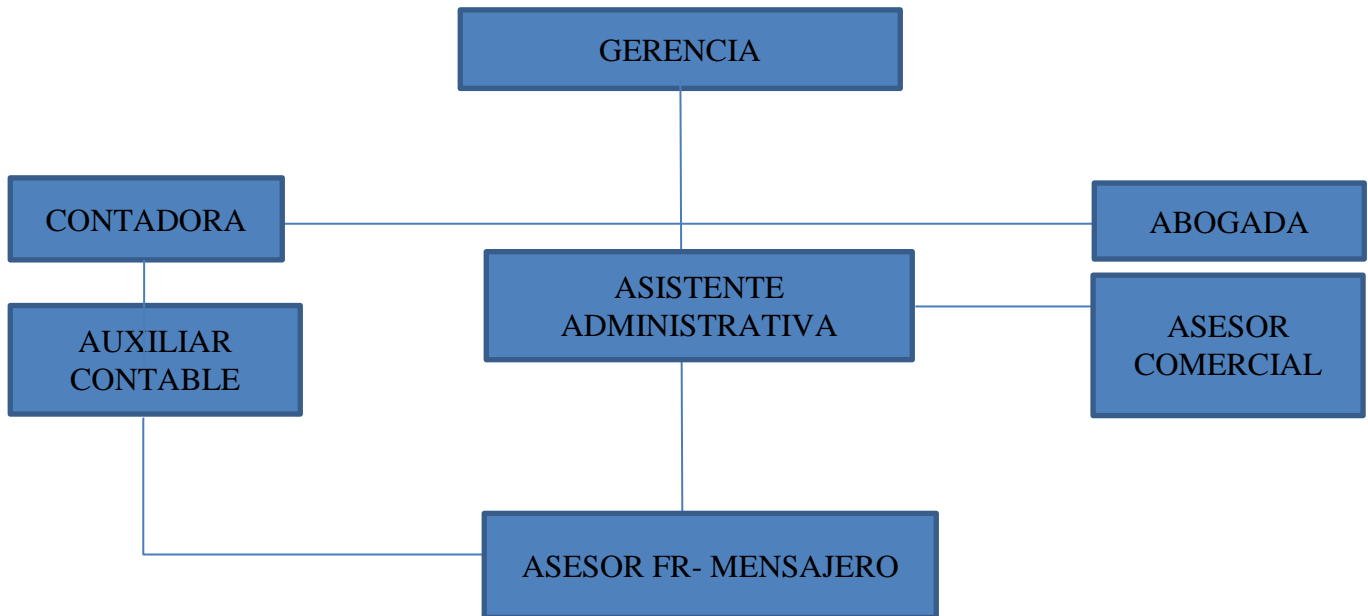 GERENCIA
CONTADORA
ABOGADA
ASISTENTE
ADMINISTRATIVA
AUXILIAR
CONTABLE
ASESOR
COMERCIAL
ASESOR FR- MENSAJERO